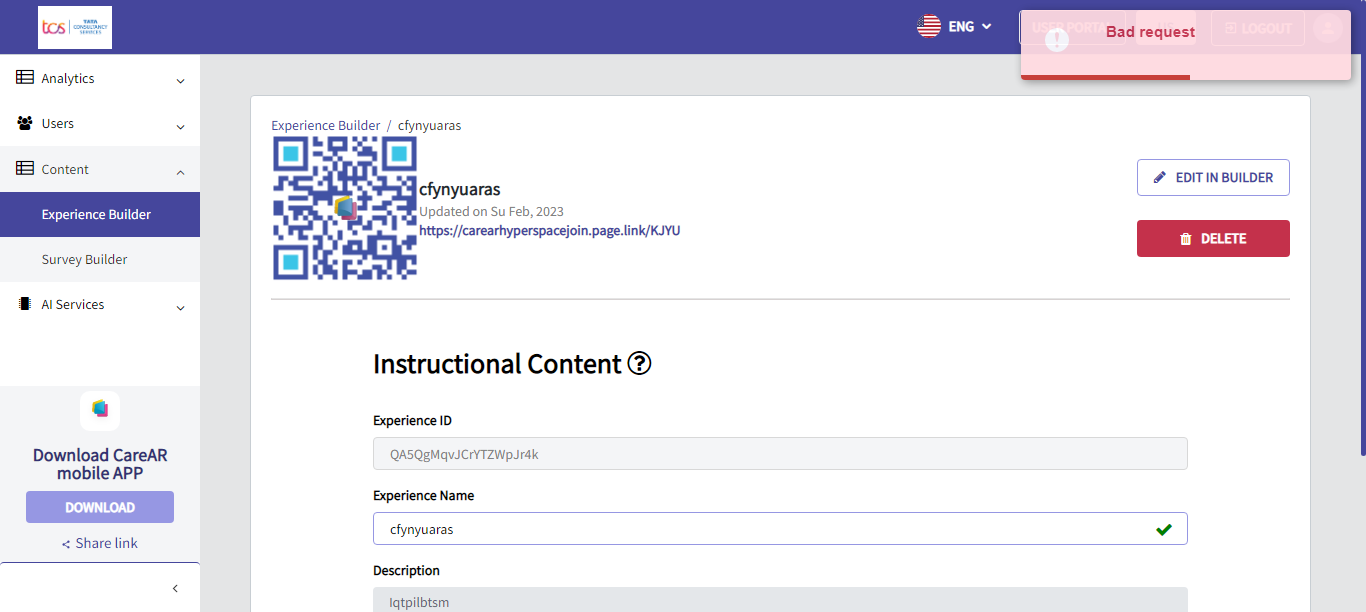 tcs TATA
CONSULTANCY
SERVICES
ENG
USER PORTAL
LOGOUT
Bad request
Analytics
Users
Content
Experience Builder
Survey Builder
AI Services
Download CareAR
mobile APP
DOWNLOAD
Share link
Experience Builder / cfynyuaras
cfynyuaras
Updated on Su Feb, 2023
https://carearhyperspacejoin.page.link/KJYU
EDIT IN BUILDER
DELETE
Instructional Content
Experience ID
QA5QgMqvJCrYTZWpJr4k
Experience Name
cfynyuaras
Description
Iqtpilbtsm